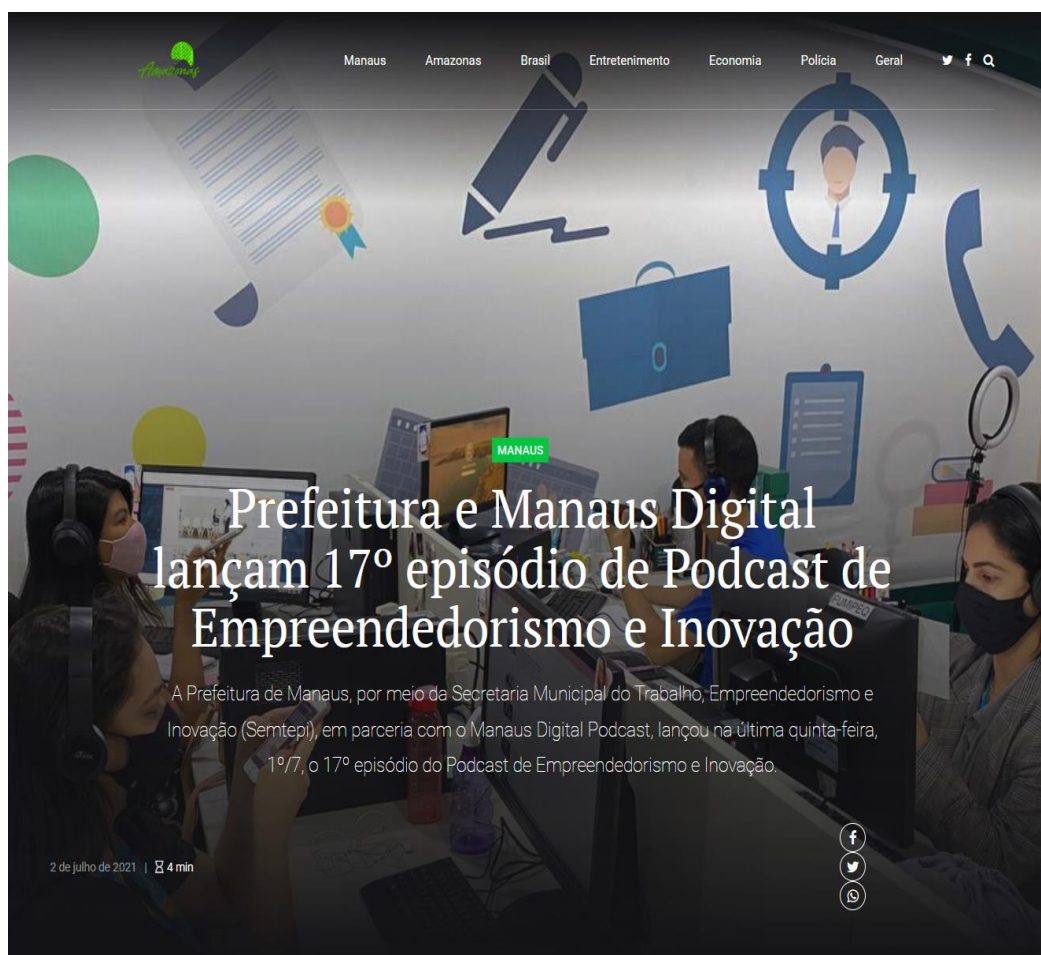 Amazonas
Manaus Amazonas Brasil Entretenimento Economia Polícia Geral
MANAUS
Prefeitura e Manaus Digital
lançam 17º episódio de Podcast de
Empreendedorismo e Inovação
A Prefeitura de Manaus, por meio da Secretaria Municipal do Trabalho, Empreendedorismo e
Inovação (Semtepi), em parceria com o Manaus Digital Podcast, lançou na última quinta-feira,
1º/7, o 17º episódio do Podcast de Empreendedorismo e Inovação.
2 de julho de 2021 | 4 min